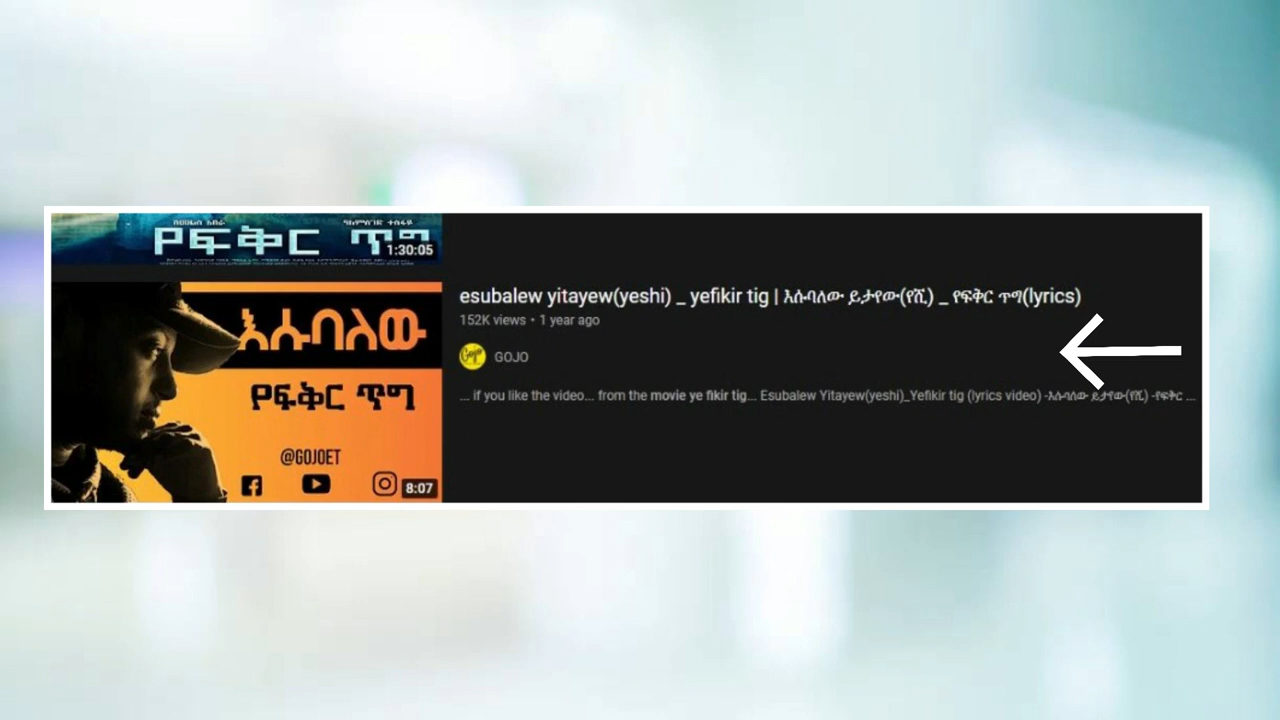 የፍቅር ጥግ
1:30:05
እሱባለው
የፍቅር ጥግ
@GOJOET
8:07
esubalew yitayew(yeshi) _ yefikir tig | እሱባለው ይታየው(የሺ) _ የፍቅር ጥግ(lyrics)
152K views • 1 year ago
Gojo
GOJO
... if you like the video... from the movie ye fikir tig... Esubalew Yitayew(yeshi)_Yefikir tig (lyrics video) -እሱባለው ይታየው(የሺ) -የፍቅር ...